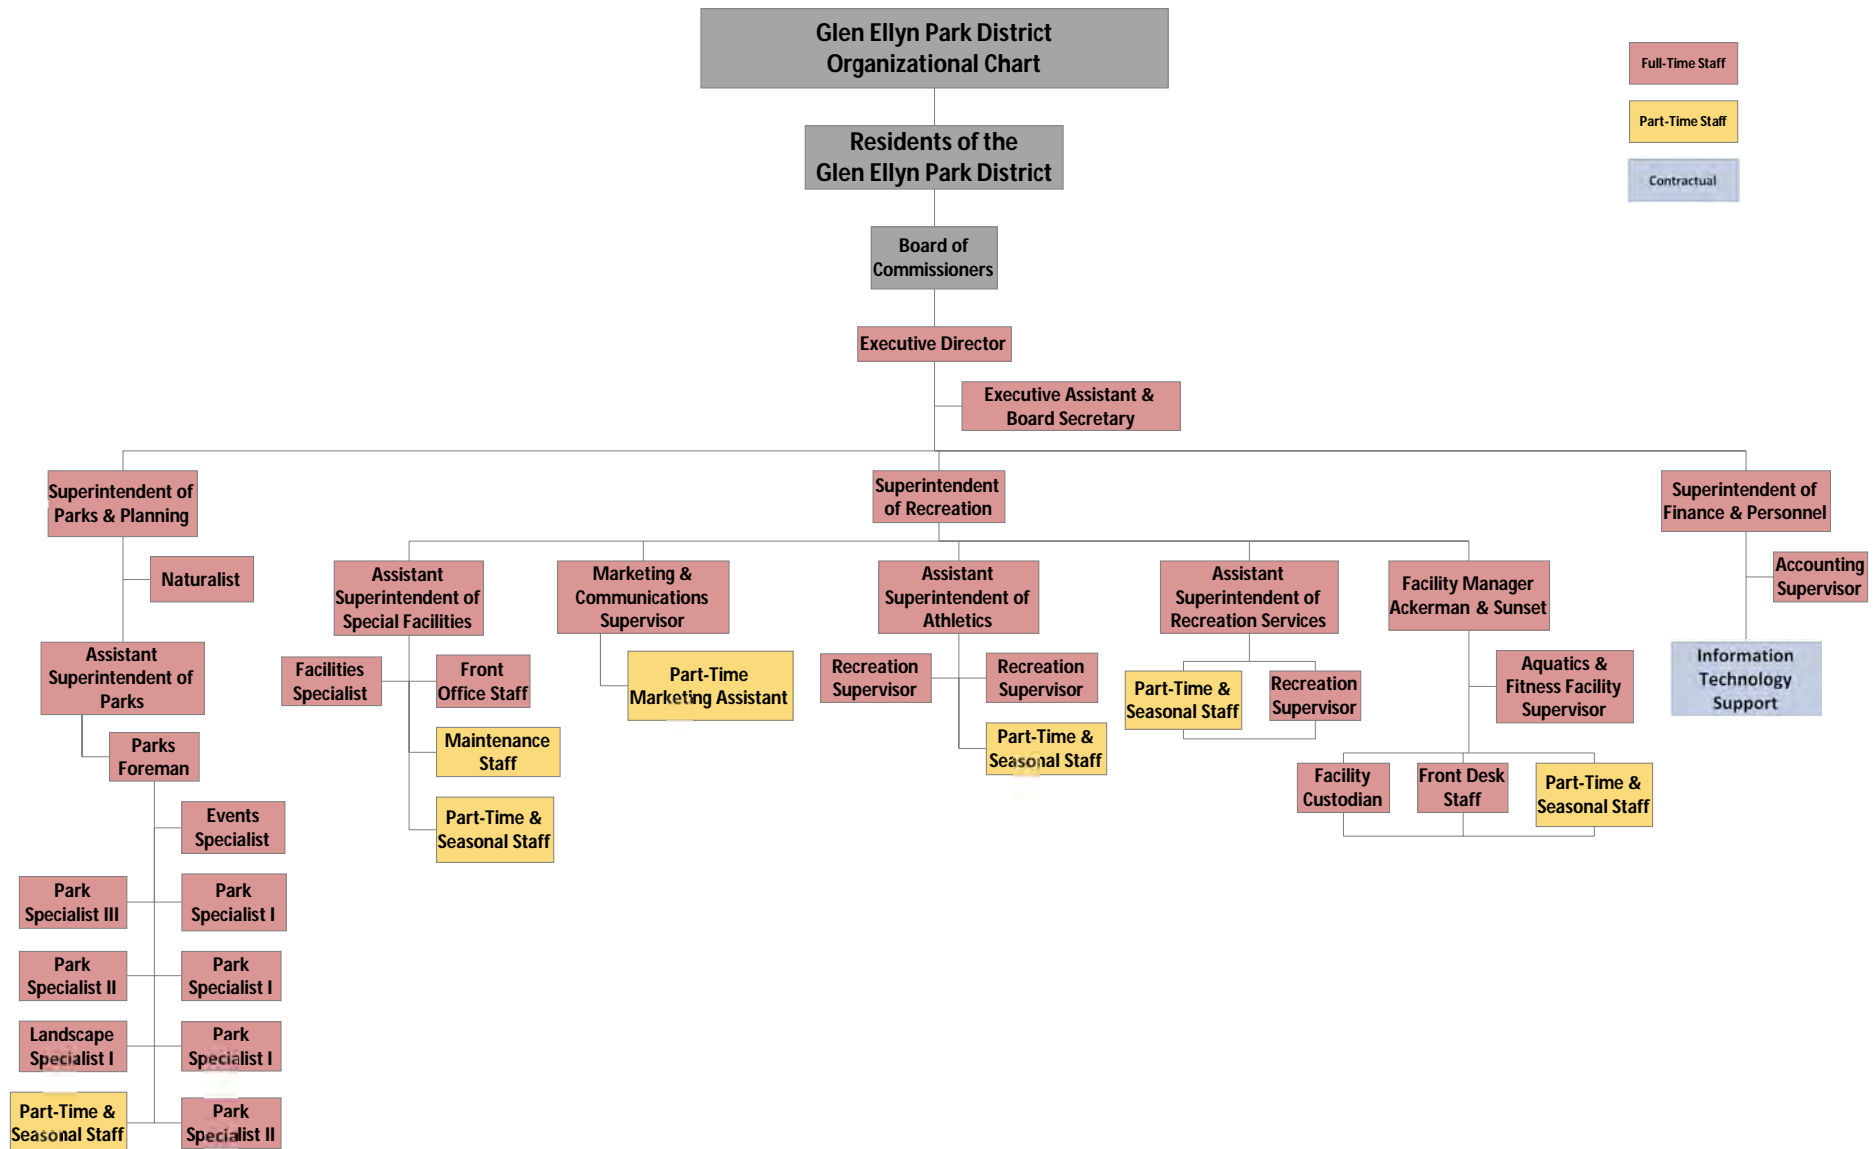 Glen Ellyn Park District
Organizational Chart
Full-Time Staff
Part-Time Staff
Contractual
Residents of the
Glen Ellyn Park District
Board of
Commissioners
Executive Director
Executive Assistant &
Board Secretary
Superintendent of
Parks & Planning
Superintendent
of Recreation
Superintendent of
Finance & Personnel
Naturalist
Assistant
Superintendent of
Parks
Parks
Foreman
Events
Specialist
Park
Specialist III
Park
Specialist I
Park
Specialist II
Park
Specialist I
Landscape
Specialist I
Park
Specialist I
Part-Time &
Seasonal Staff
Park
Specialist II
Assistant
Superintendent of
Special Facilities
Facilities
Specialist
Front
Office Staff
Maintenance
Staff
Part-Time &
Seasonal Staff
Marketing &
Communications
Supervisor
Part-Time
Marketing Assistant
Assistant
Superintendent of
Athletics
Recreation
Supervisor
Recreation
Supervisor
Part-Time &
Seasonal Staff
Assistant
Superintendent of
Recreation Services
Part-Time &
Seasonal Staff
Recreation
Supervisor
Facility Manager
Ackerman & Sunset
Aquatics &
Fitness Facility
Supervisor
Facility
Custodian
Front Desk
Staff
Part-Time &
Seasonal Staff
Accounting
Supervisor
Information
Technology
Support